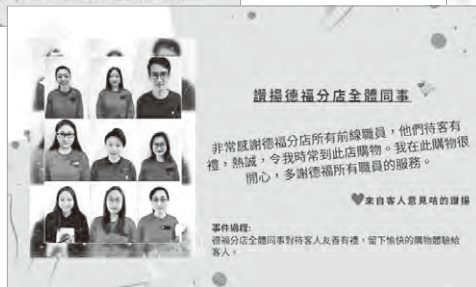 讚揚德福分店全體同事
非常感謝德福分店所有前線職員，他們待客有
禮，熱誠，令我時常到此店購物。我在此購物很
開心，多謝德福所有職員的服務。
來自客人意見咭的讚揚
事件過程:
德福分店全體同事對待客人友善有禮，留下愉快的購物體驗給
客人。